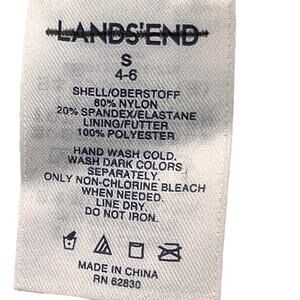 LANDS'END
S
4-6
SHELL/OBERSTOFF
80% NYLON
20% SPANDEX/ELASTANE
LINING/FUTTER
100% POLYESTER
HAND WASH COLD.
WASH DARK COLORS
SEPARATELY.
ONLY NON-CHLORINE BLEACH
WHEN NEEDED.
LINE DRY.
DO NOT IRON.
MADE IN CHINA
RN 62830